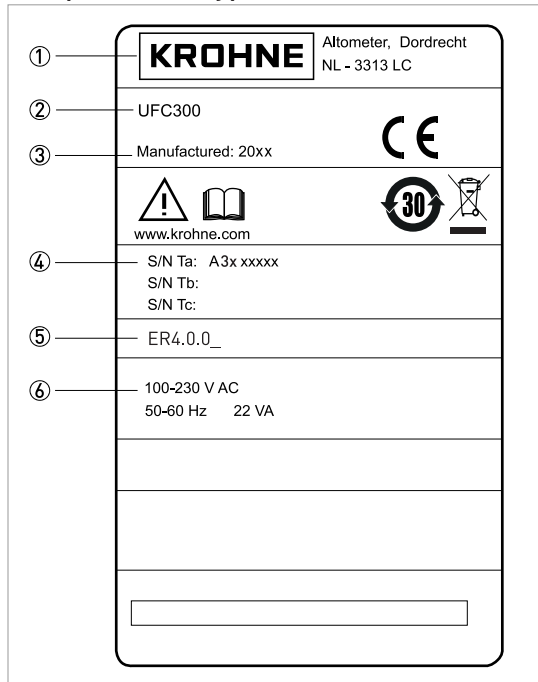 ① KROHNE Altometer, Dordrecht
NL - 3313 LC
② UFC300
CE
③ Manufactured: 20xx
30
www.krohne.com
④ S/N Ta: A3x xxxxx
S/N Tb:
S/N Tc:
⑤ ER4.0.0_
⑥ 100-230 V AC
50-60 Hz 22 VA